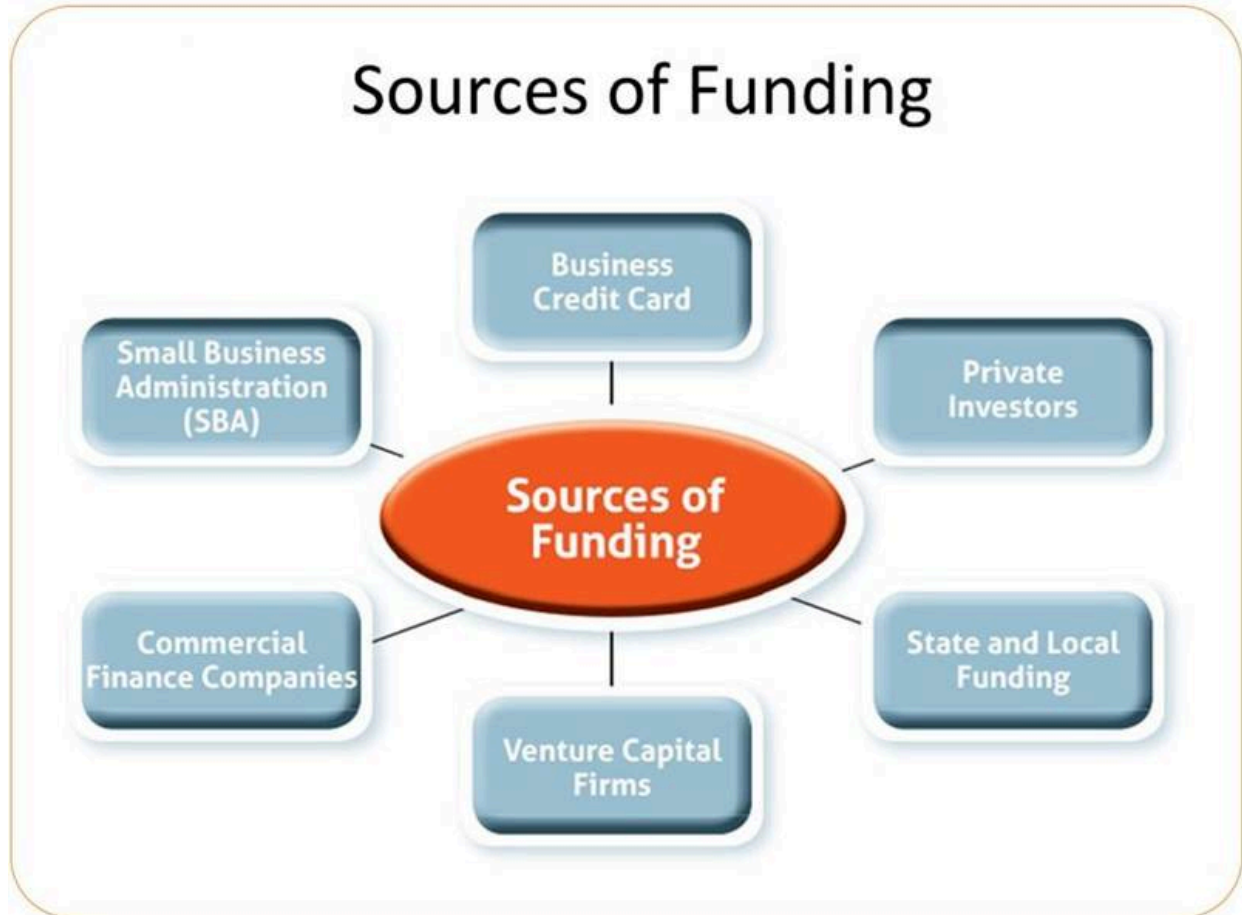 Sources of Funding
Business
Credit Card
Small Business
Administration
(SBA)
Private
Investors
Sources of
Funding
Commercial
Finance Companies
State and Local
Funding
Venture Capital
Firms